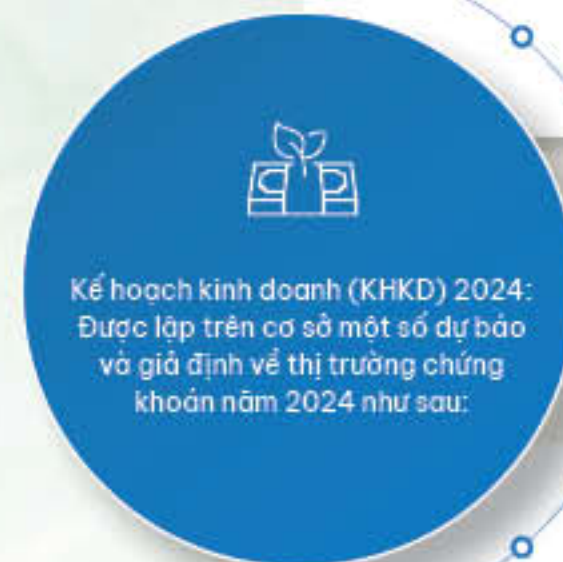 Kế hoạch kinh doanh (KHKD) 2024:
Được lập trên cơ sở một số dự báo
và giả định về thị trường chứng
khoán năm 2024 như sau: